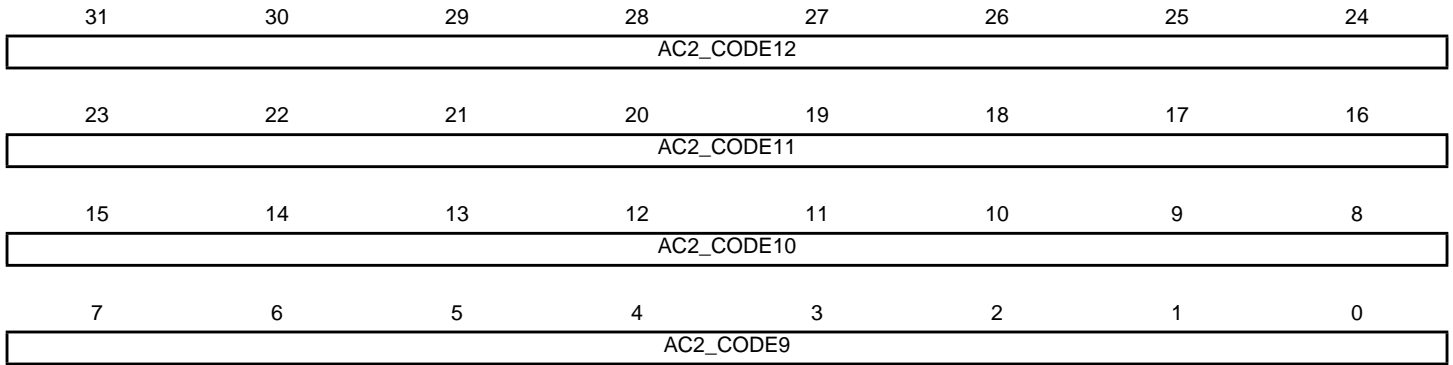 31 30 29 28 27 26 25 24
AC2_CODE12
23 22 21 20 19 18 17 16
AC2_CODE11
15 14 13 12 11 10 9 8
AC2_CODE10
7 6 5 4 3 2 1 0
AC2_CODE9